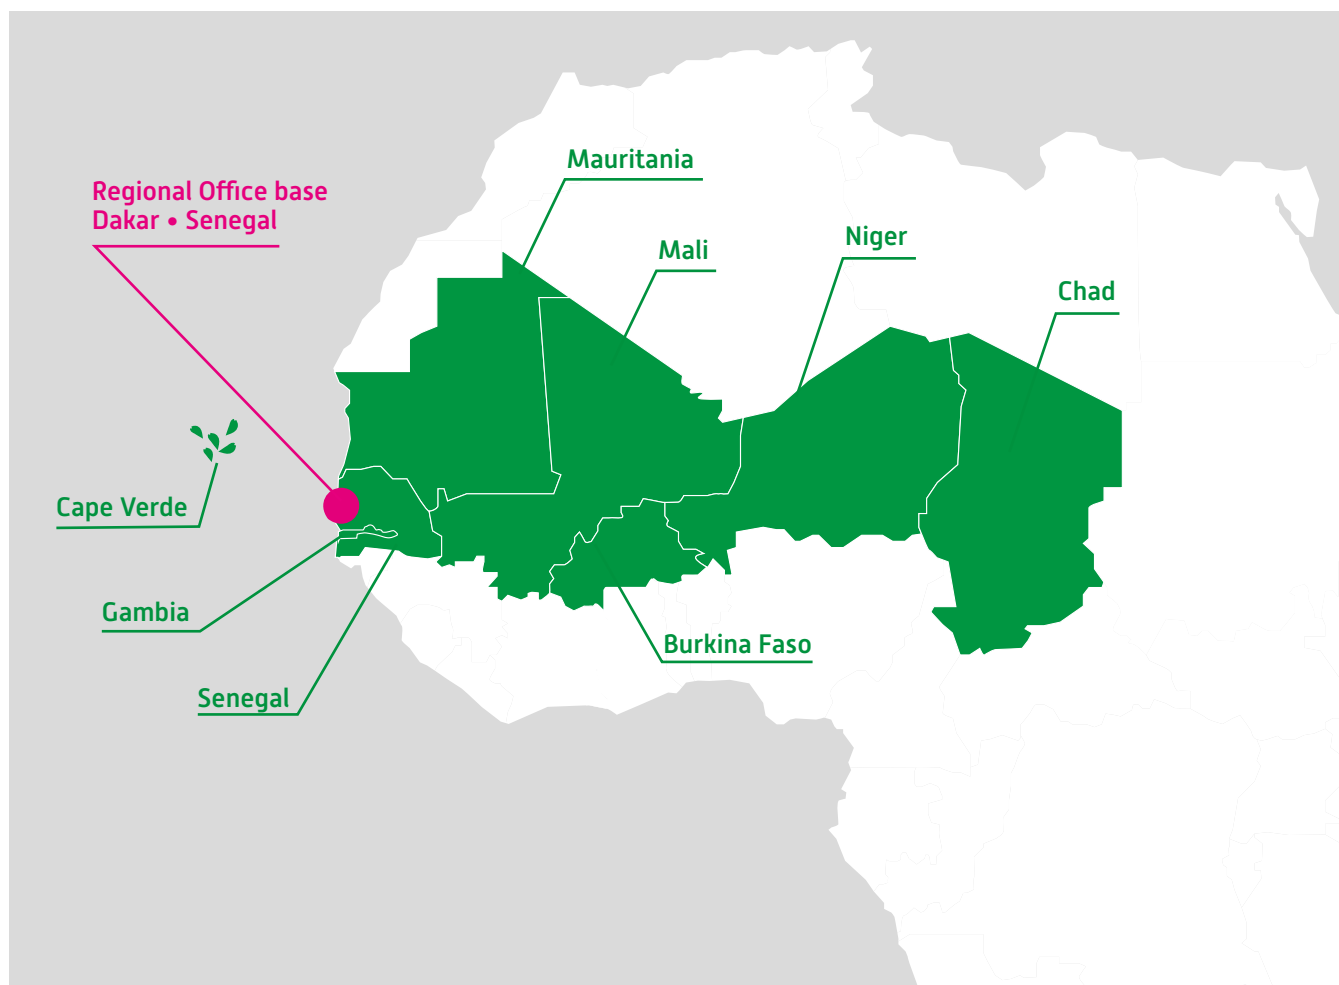 Mauritania
Regional Office base
Dakar • Senegal
Mali
Niger
Chad
Cape Verde
Gambia
Burkina Faso
Senegal